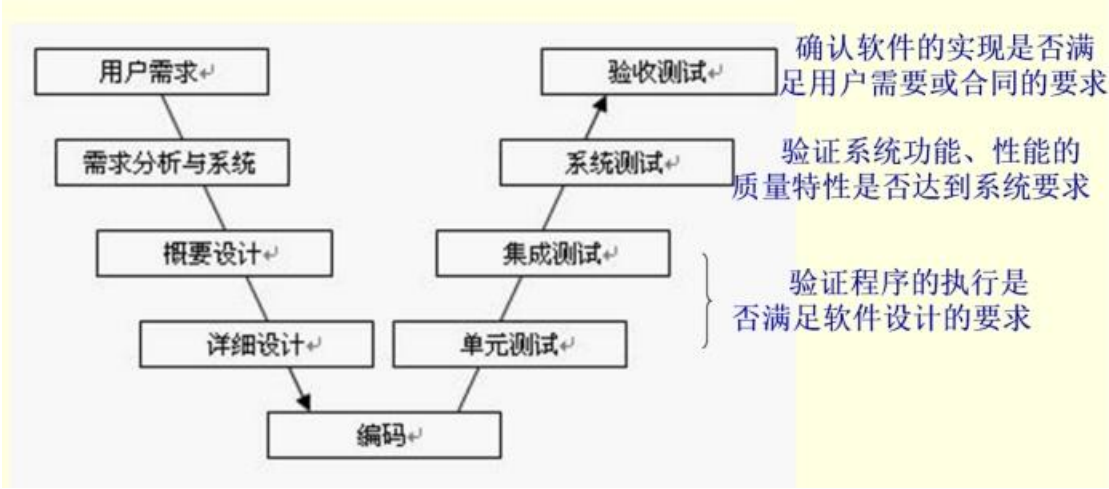 用户需求↵
验收测试↵
确认软件的实现是否满
足用户需要或合同的要求
需求分析与系统
系统测试↵
验证系统功能、性能的
质量特性是否达到系统要求
概要设计↵
集成测试↵
验证程序的执行是
否满足软件设计的要求
详细设计↵
单元测试↵
编码↵